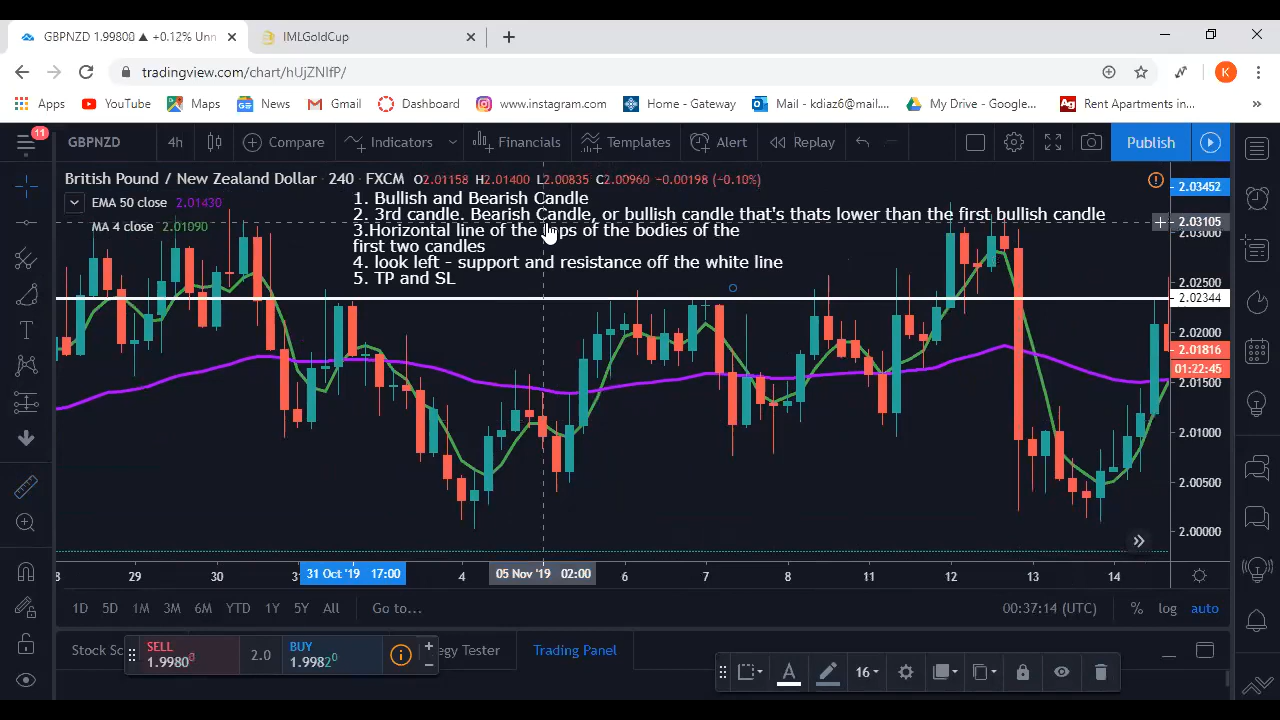 GBPNZD 1.99800 ▲ +0.12% Unn
IMLGoldCup
tradingview.com/chart/hUjZNIfP/
K
Apps
YouTube
Maps
News
Gmail
Dashboard
www.instagram.com
Home - Gateway
Mail - kalaz6@mail....
My Drive - Google...
Rent Apartments in...
11
GBPNZD
4h
Compare
Indicators
Financials
Templates
Alert
Replay
Publish
British Pound / New Zealand Dollar · 240 · FXCM O2.01158 H2.01400 L2.00835 C2.00960 −0.00198 (−0.10%)
EMA 50 close 2.01430
MA 4 close 2.01090
1. Bullish and Bearish Candle
2. 3rd candle. Bearish Candle, or bullish candle that's thats lower than the first bullish candle
3.Horizontal line of the tops of the bodies of the
first two candles
4. look left - support and resistance off the white line
5. TP and SL
2.03452
2.03105
2.03000
2.02500
2.02344
2.02000
2.01816
01:22:45
2.01500
2.01000
2.00500
2.00000
8 29 30 31 31 Oct '19 17:00 4 05 Nov '19 02:00 6 7 8 11 12 13 14
1D 5D 1M 3M 6M YTD 1Y 5Y All Go to...
00:37:14 (UTC) % log auto
Stock Sc
SELL
1.99800
2.0
BUY
1.99820
egy Tester
Trading Panel
16